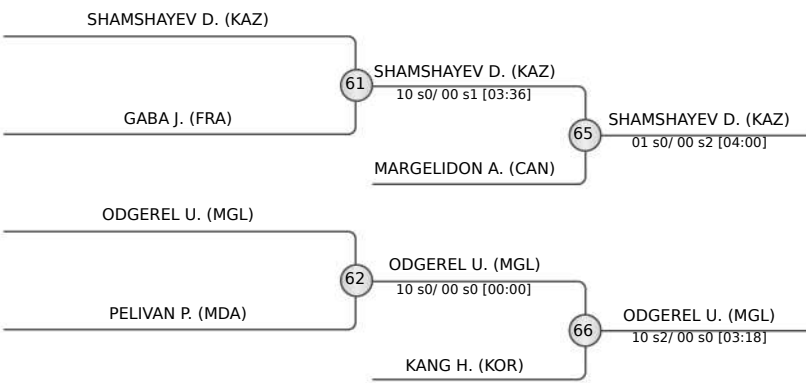 SHAMSHAYEV D. (KAZ)
61
SHAMSHAYEV D. (KAZ)
10 s0/ 00 s1 [03:36]
GABA J. (FRA)
65
SHAMSHAYEV D. (KAZ)
01 s0/ 00 s2 [04:00]
MARGELIDON A. (CAN)
ODGEREL U. (MGL)
62
ODGEREL U. (MGL)
10 s0/ 00 s0 [00:00]
PELIVAN P. (MDA)
66
ODGEREL U. (MGL)
10 s2/ 00 s0 [03:18]
KANG H. (KOR)